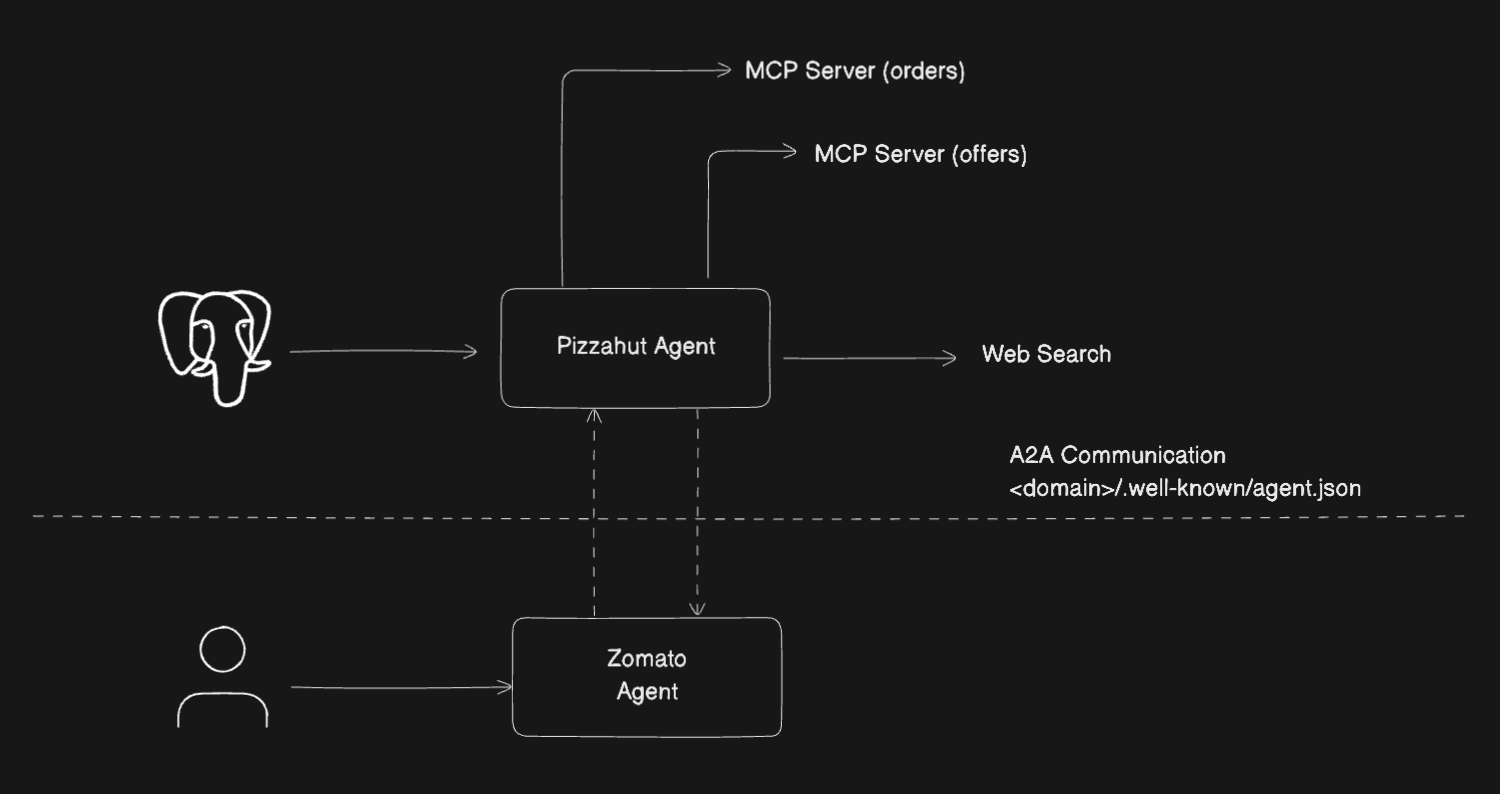 MCP Server (orders)
MCP Server (offers)
Pizzahut Agent
Web Search
A2A Communication
<domain>/.well-known/agent.json
Zomato
Agent